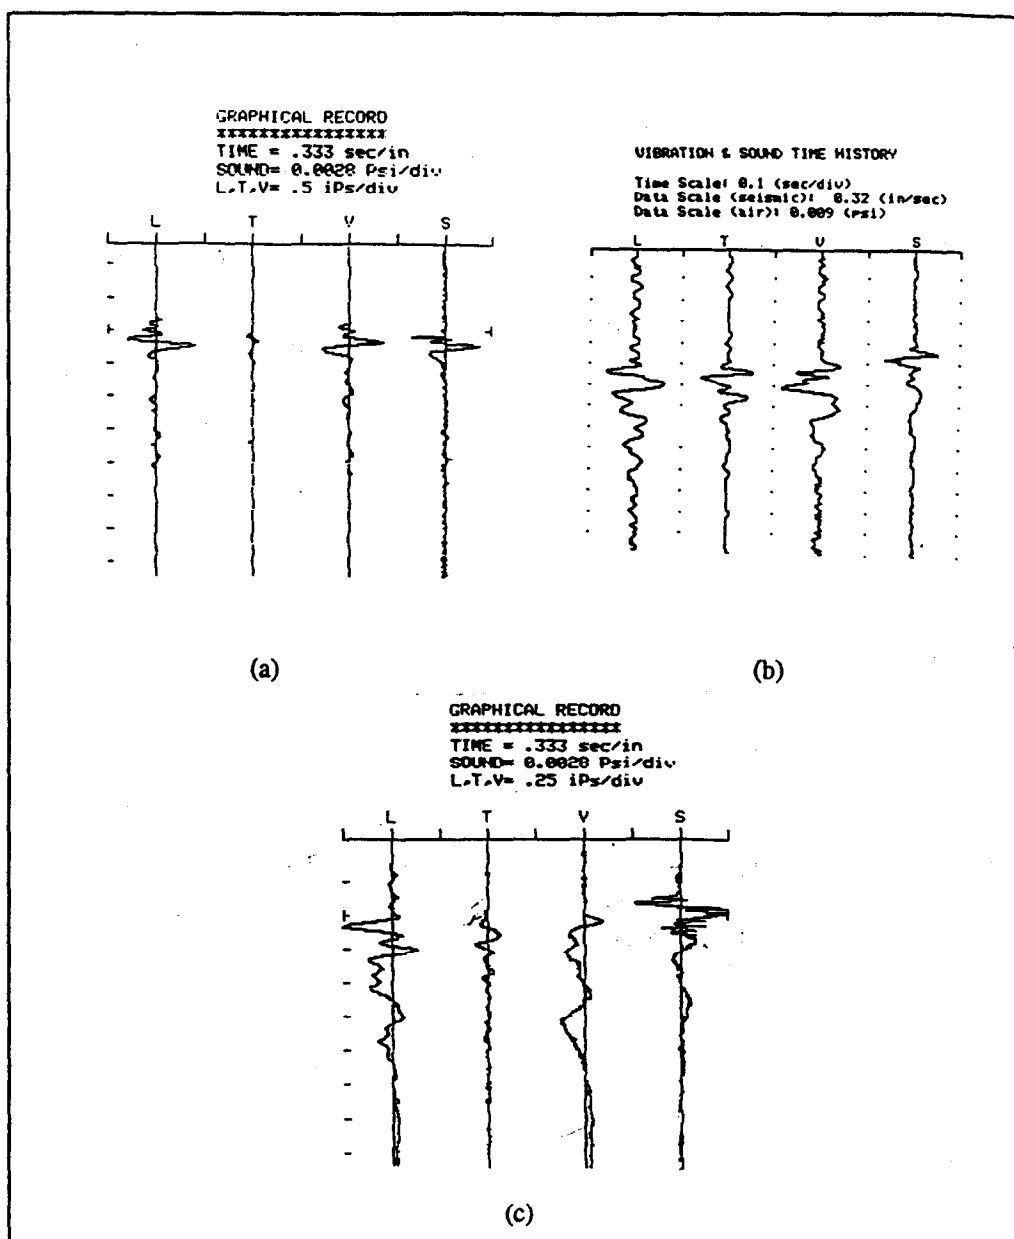 GRAPHICAL RECORD
****************
TIME = .333 sec/in
SOUND= 0.0028 Psi/div
L,T,V= .5 iPs/div
L T V S
(a)
VIBRATION & SOUND TIME HISTORY
Time Scale: 0.1 (sec/div)
Data Scale (seismic): 0.32 (in/sec)
Data Scale (air): 0.009 (psi)
L T V S
(b)
GRAPHICAL RECORD
****************
TIME = .333 sec/in
SOUND= 0.0028 Psi/div
L,T,V= .25 iPs/div
L T V S
(c)